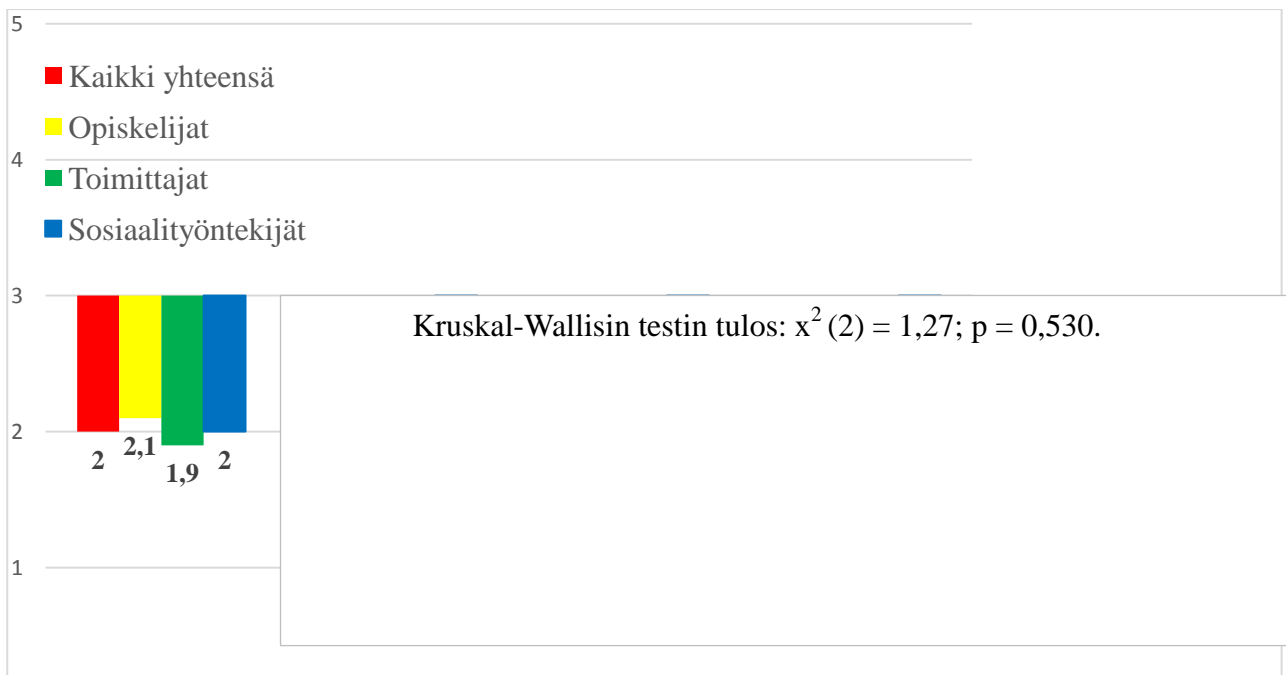 5
Kaikki yhteensä
Opiskelijat
4
Toimittajat
Sosiaalityöntekijät
3
Kruskal-Wallisin testin tulos: x² (2) = 1,27; p = 0,530.
2
2 2,1 1,9 2
1